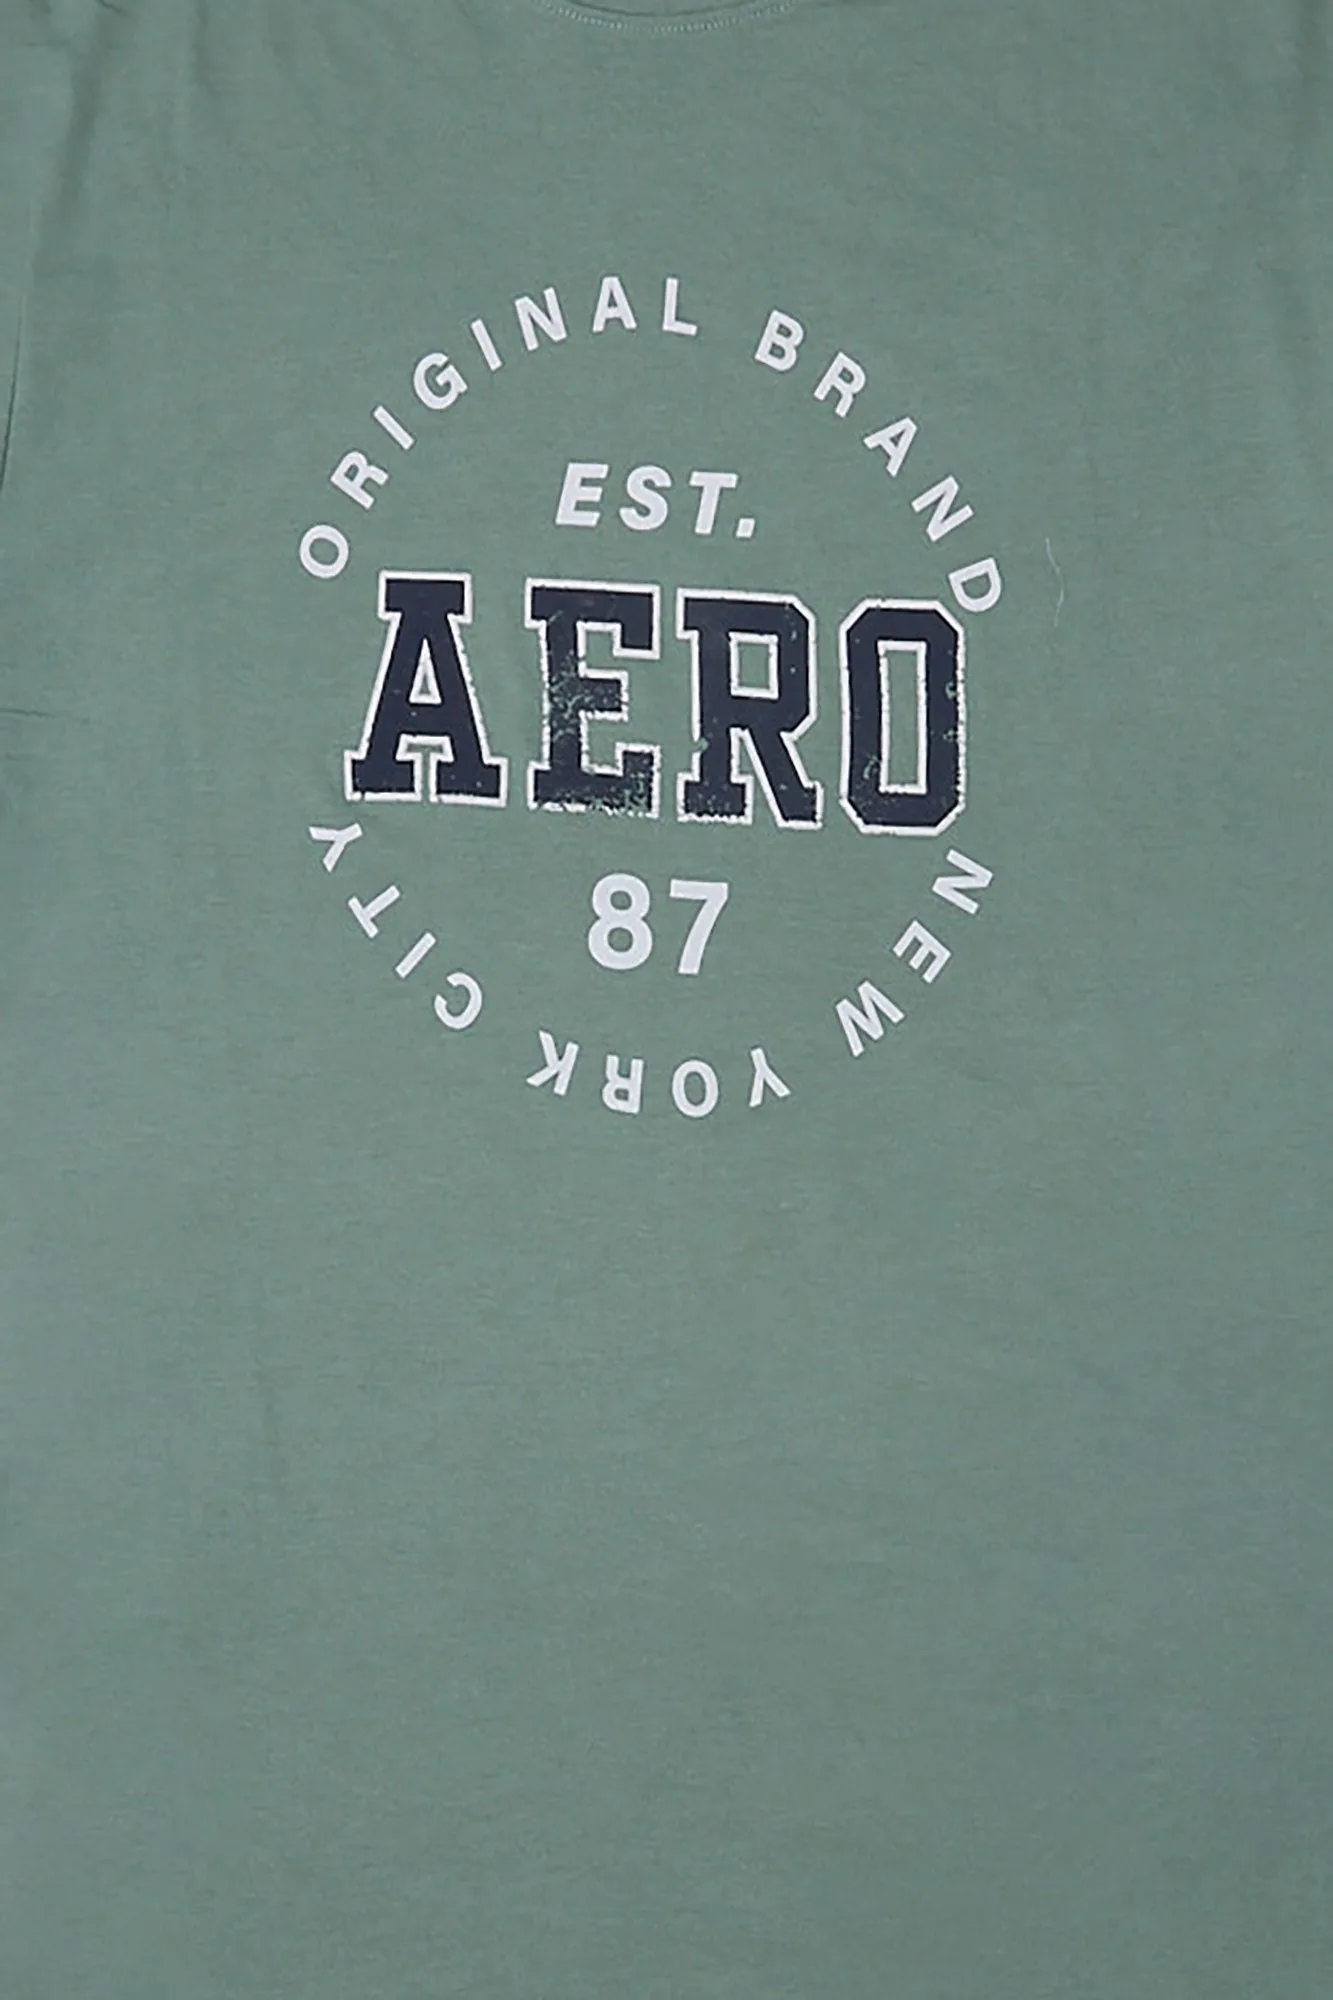 ORIGINAL BRAND
EST.
AERO
87
NEW YORK CITY